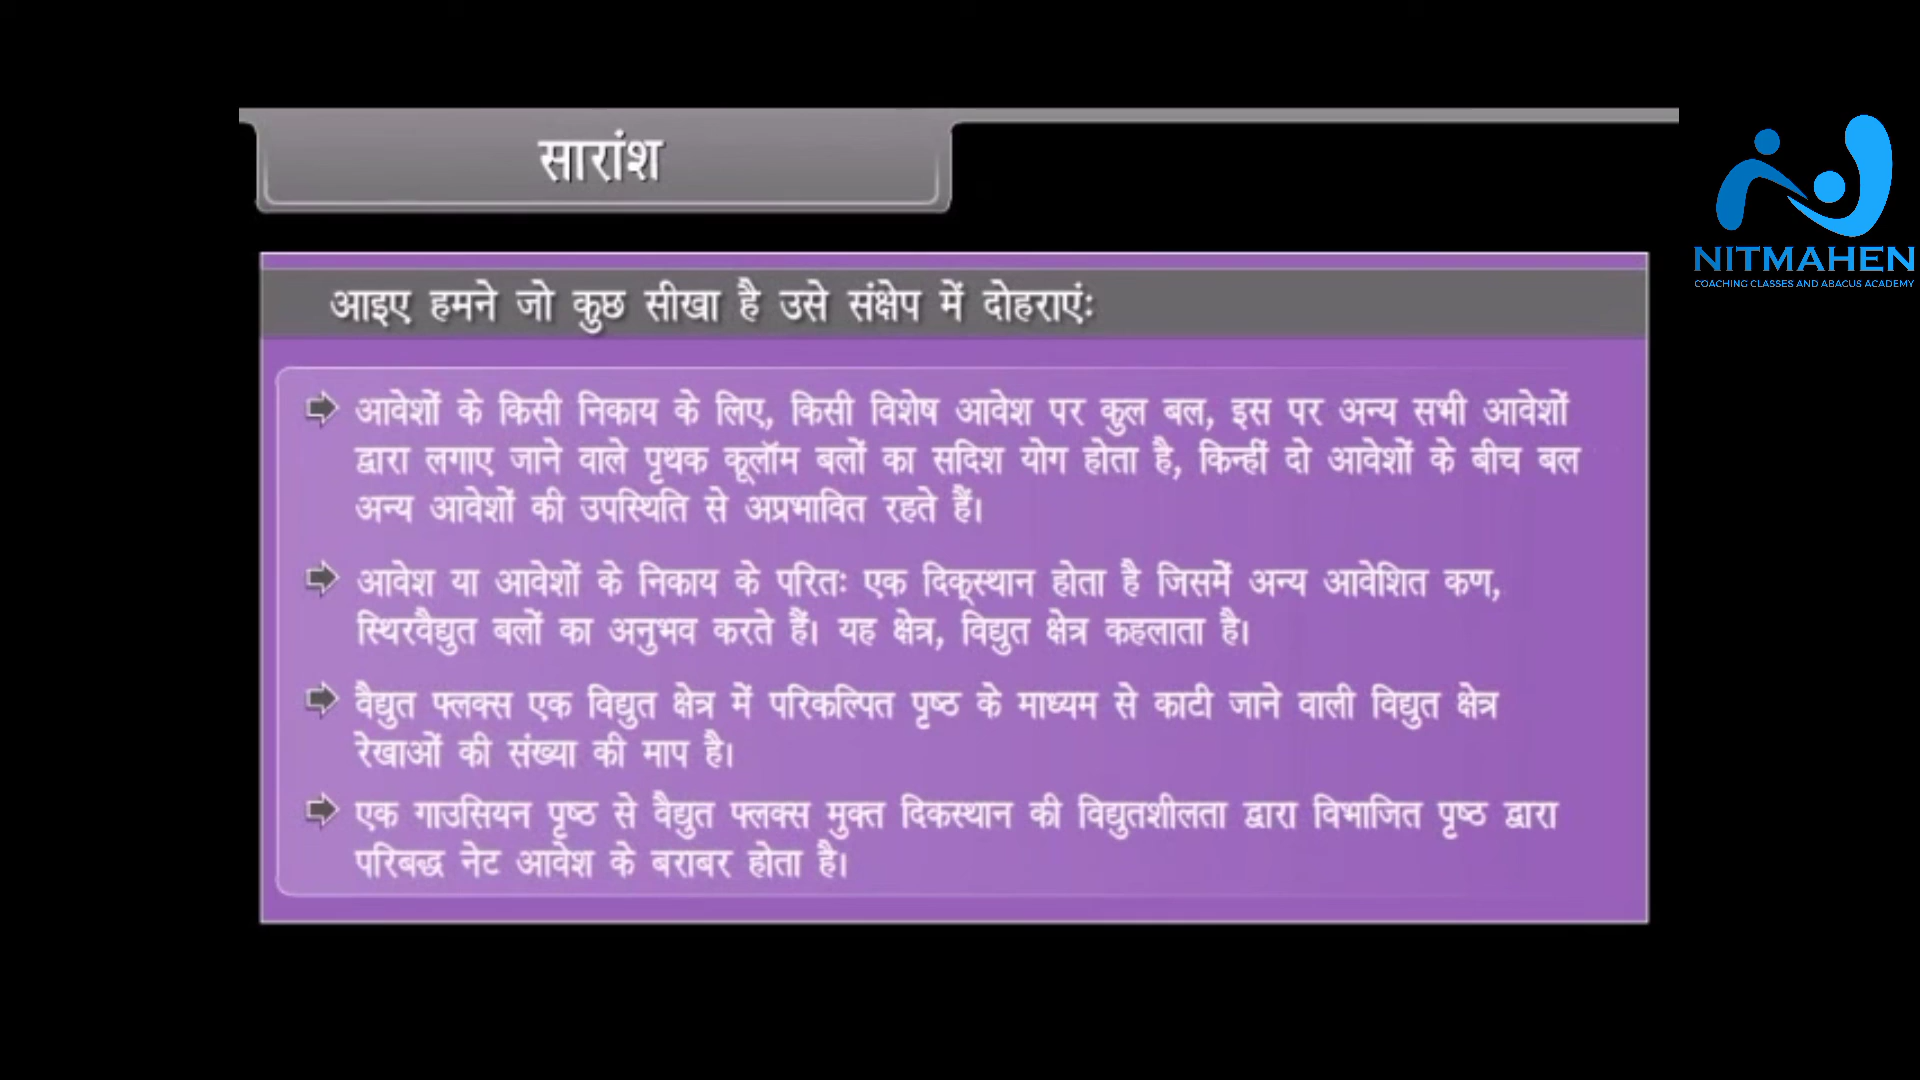 सारांश
NITMAHEN
COACHING CLASSES AND ABACUS ACADEMY
आइए हमने जो कुछ सीखा है उसे संक्षेप में दोहराएंः
आवेशों के किसी निकाय के लिए, किसी विशेष आवेश पर कुल बल, इस पर अन्य सभी आवेशों
द्वारा लगाए जाने वाले पृथक कूलॉम बलों का सदिश योग होता है, किन्हीं दो आवेशों के बीच बल
अन्य आवेशों की उपस्थिति से अप्रभावित रहते हैं।
आवेश या आवेशों के निकाय के परितः एक दिक्स्थान होता है जिसमें अन्य आवेशित कण,
स्थिरवैद्युत बलों का अनुभव करते हैं। यह क्षेत्र, विद्युत क्षेत्र कहलाता है।
वैद्युत फ्लक्स एक विद्युत क्षेत्र में परिकल्पित पृष्ठ के माध्यम से काटी जाने वाली विद्युत क्षेत्र
रेखाओं की संख्या की माप है।
एक गाउसियन पृष्ठ से वैद्युत फ्लक्स मुक्त दिकस्थान की विद्युतशीलता द्वारा विभाजित पृष्ठ द्वारा
परिबद्ध नेट आवेश के बराबर होता है।